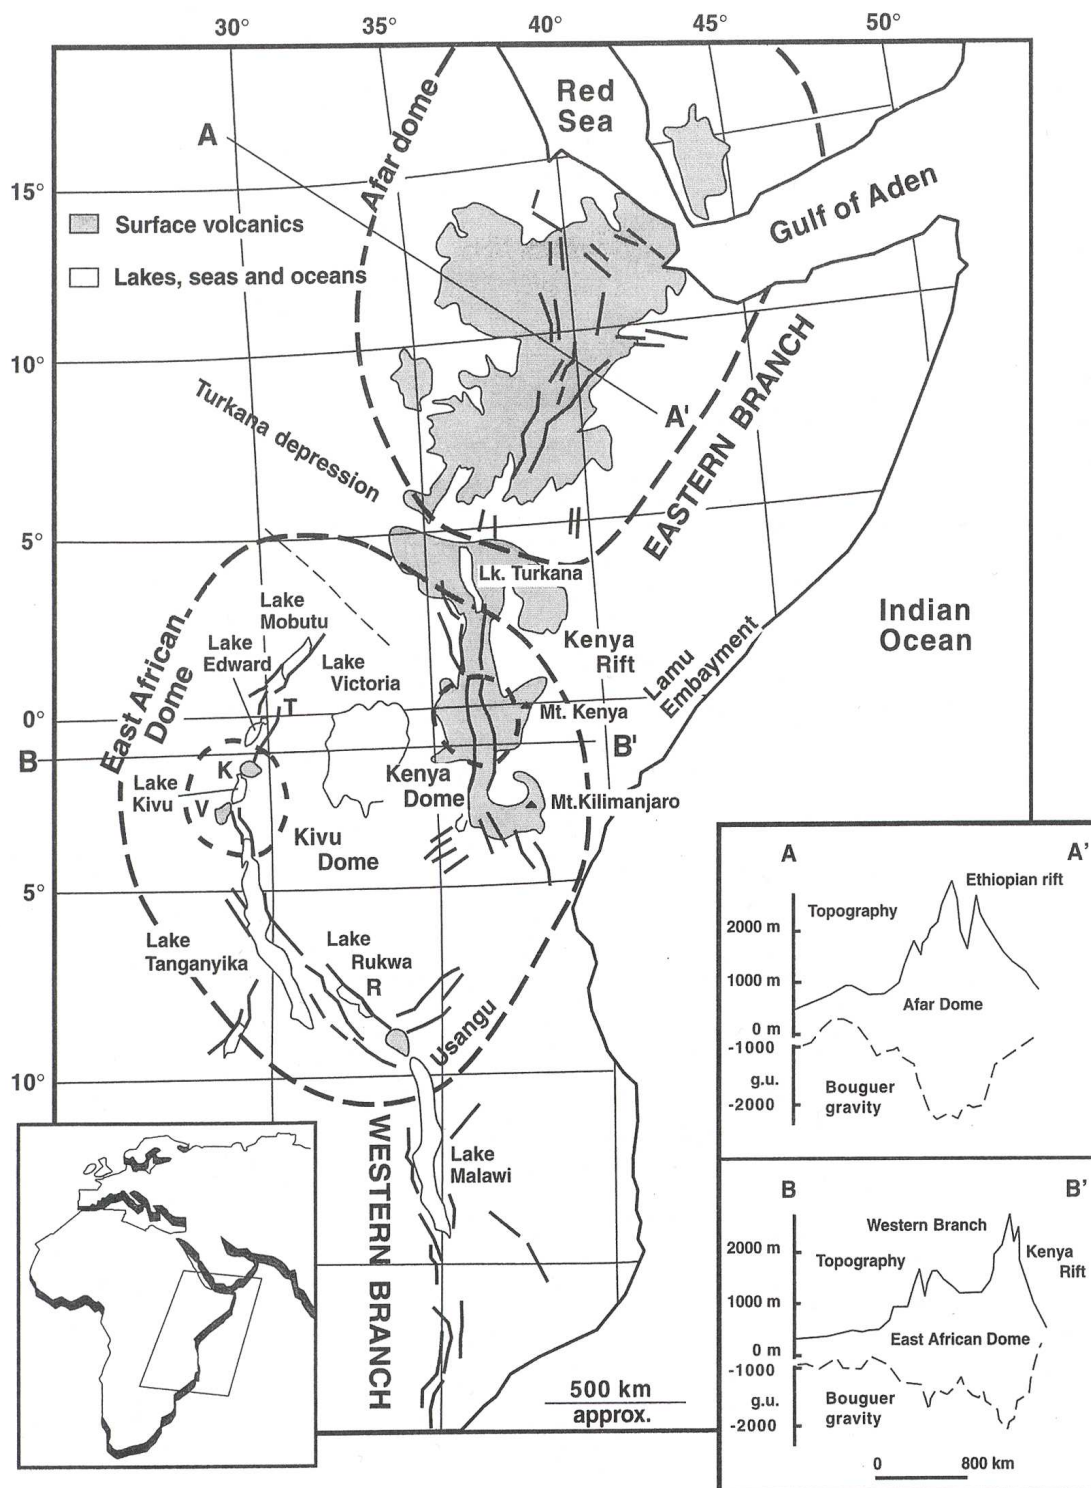 30°
35°
40°
45°
50°
15°
10°
5°
0°
5°
10°
A
Afar dome
Red
Sea
Gulf of Aden
Surface volcanics
Lakes, seas and oceans
A'
EASTERN BRANCH
Turkana depression
Lk. Turkana
Indian
Ocean
Kenya
Rift
Lamu
Embayment
East African
Dome
Lake
Mobutu
Lake
Edward
Lake
Victoria
T
Mt. Kenya
B
B'
K
Lake
Kivu
V
Kenya
Dome
Mt.Kilimanjaro
Kivu
Dome
Lake
Tanganyika
Lake
Rukwa
R
Usangu
WESTERN BRANCH
Lake
Malawi
500 km
approx.
A
A'
Ethiopian rift
Topography
2000 m
1000 m
Afar Dome
0 m
-1000
g.u.
-2000
Bouguer
gravity
B
B'
Western Branch
2000 m
Topography
Kenya
Rift
1000 m
East African Dome
0 m
-1000
g.u.
-2000
Bouguer
gravity
0
800 km